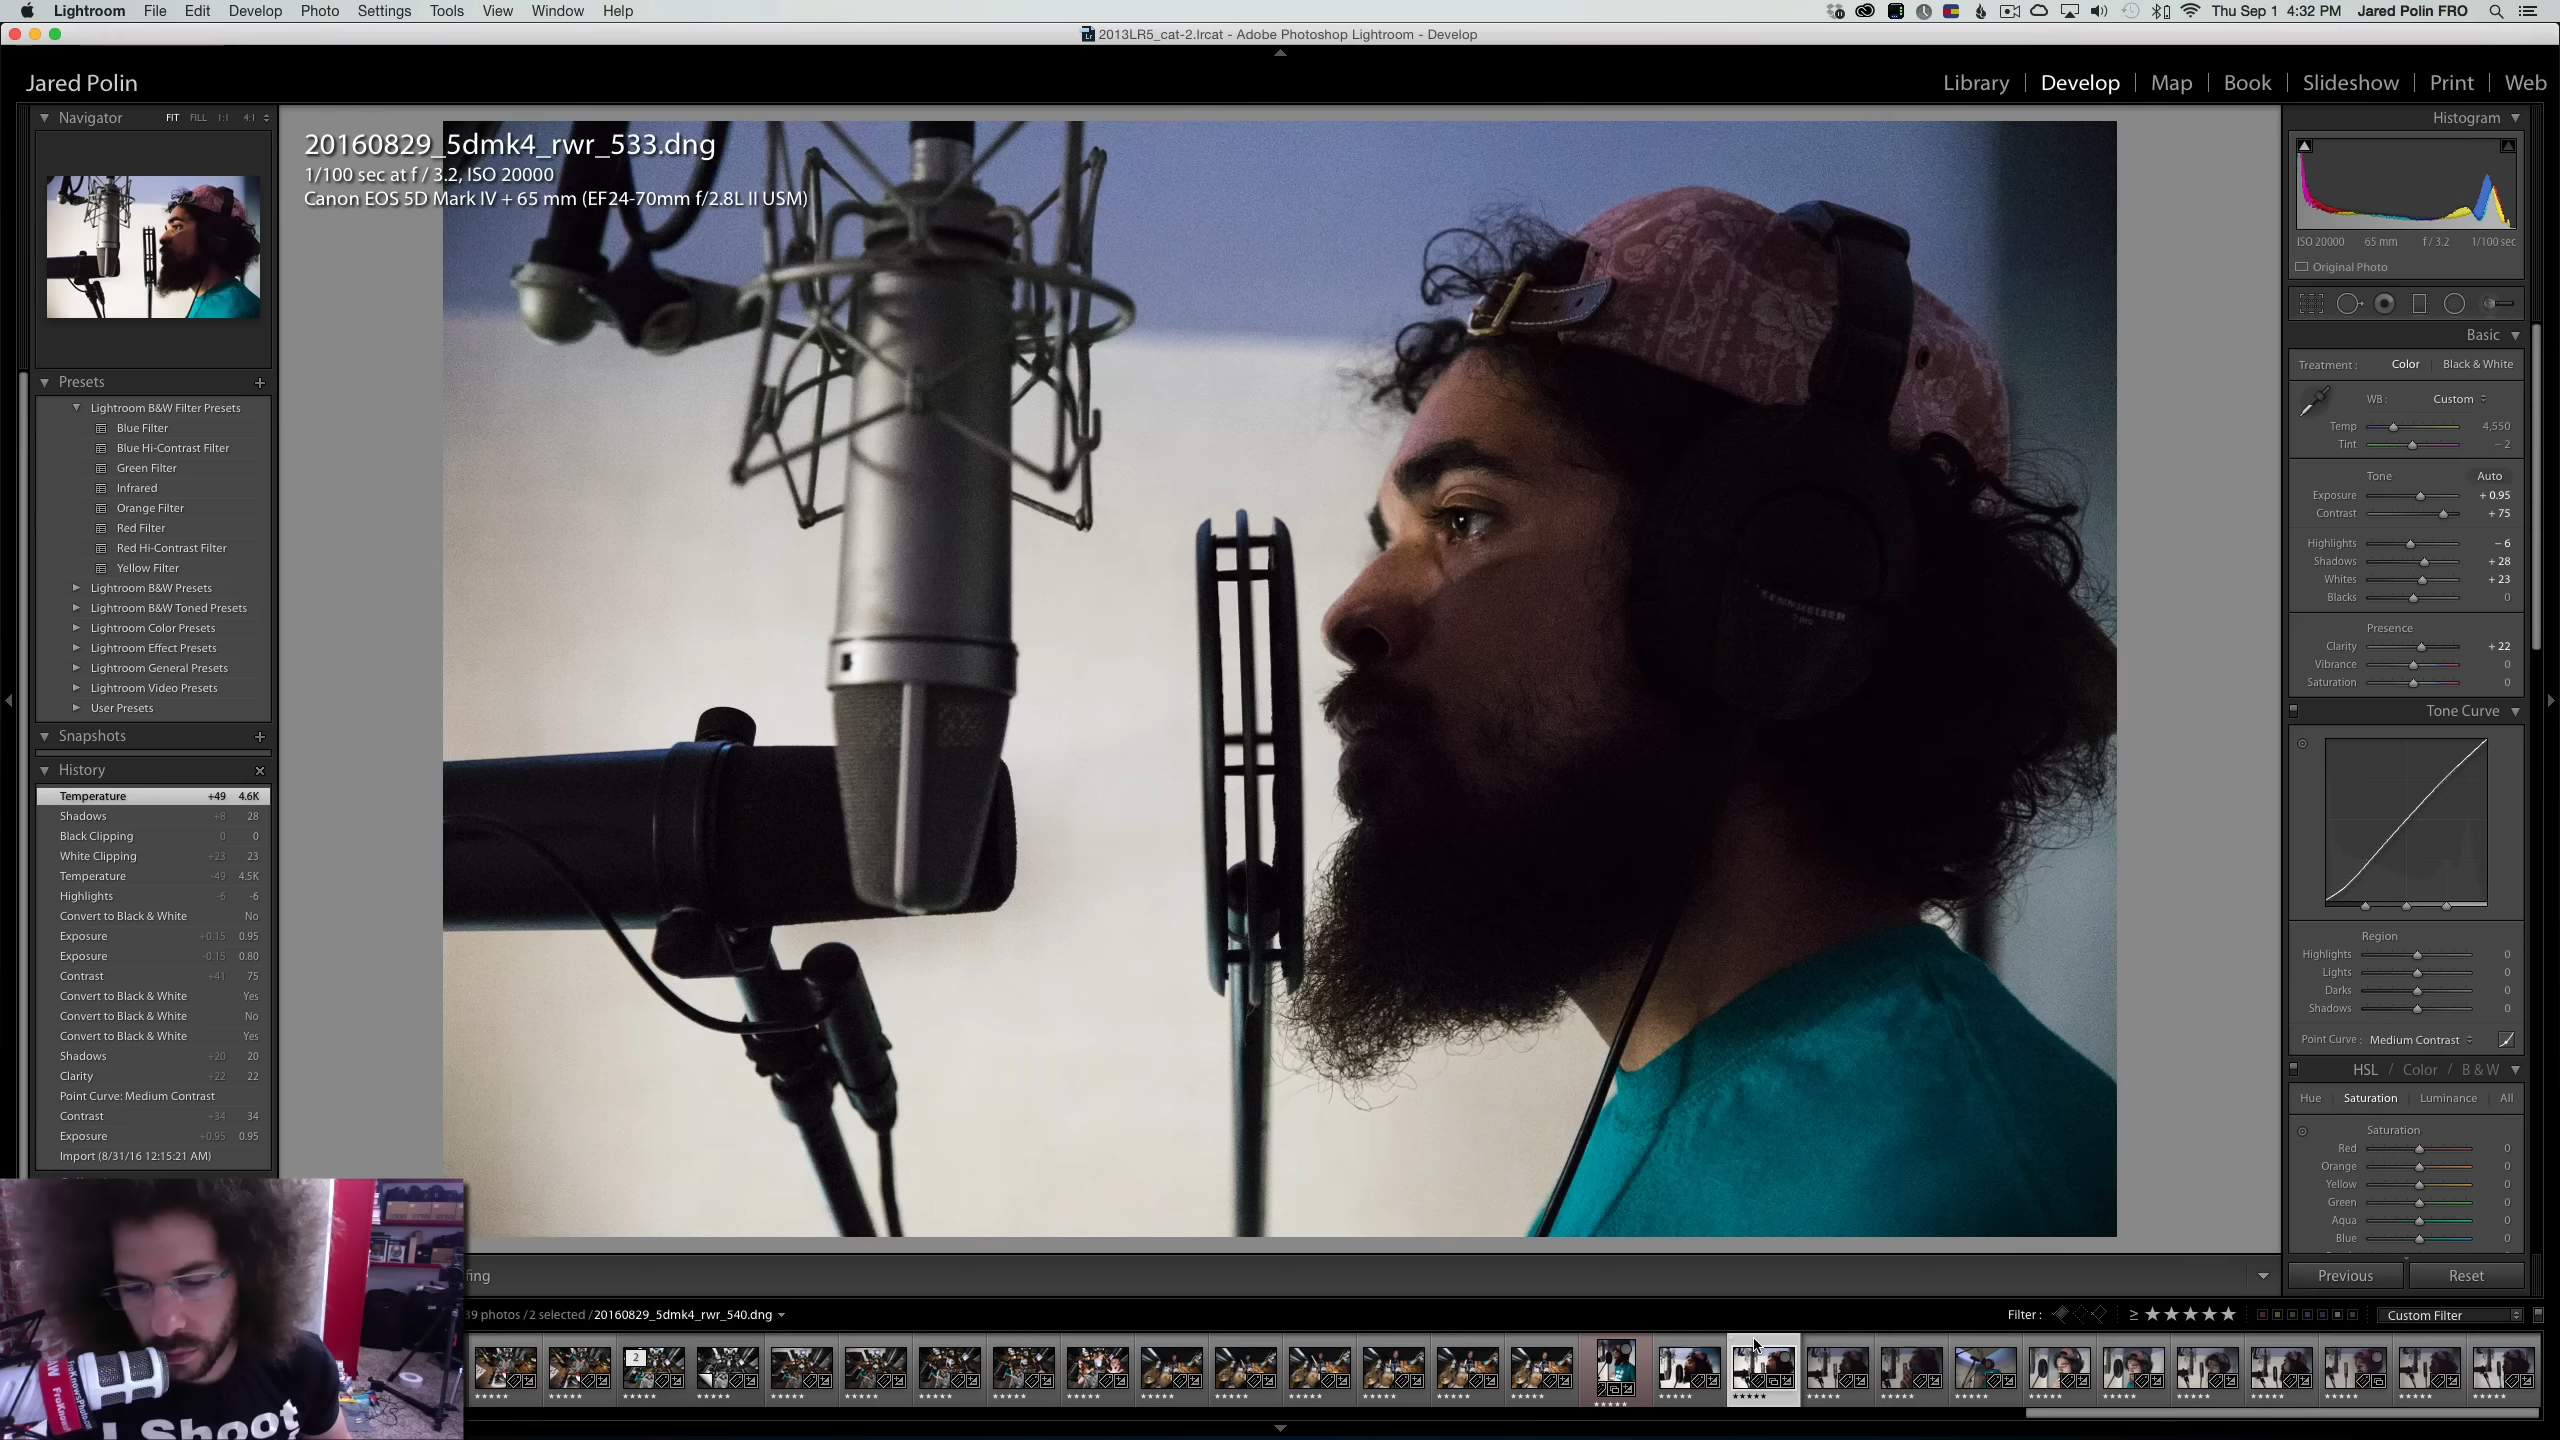 Lightroom File Edit Develop Photo Settings Tools View Window Help
Thu Sep 1 4:32 PM Jared Polin FRO
2013LR5_cat-2.lrcat - Adobe Photoshop Lightroom - Develop
Jared Polin
Library | Develop | Map | Book | Slideshow | Print | Web
Navigator FIT FILL 1:1 4:1
Presets +
Lightroom B&W Filter Presets
Blue Filter
Blue Hi-Contrast Filter
Green Filter
Infrared
Orange Filter
Red Filter
Red Hi-Contrast Filter
Yellow Filter
Lightroom B&W Presets
Lightroom B&W Toned Presets
Lightroom Color Presets
Lightroom Effect Presets
Lightroom General Presets
Lightroom Video Presets
User Presets
Snapshots +
History ×
Temperature +49 4.6K
Shadows +8 28
Black Clipping 0 0
White Clipping +23 23
Temperature -49 4.5K
Highlights -6 -6
Convert to Black & White No
Exposure +0.15 0.95
Exposure -0.15 0.80
Contrast +41 75
Convert to Black & White Yes
Convert to Black & White No
Convert to Black & White Yes
Shadows +20 20
Clarity +22 22
Point Curve: Medium Contrast
Contrast +34 34
Exposure +0.95 0.95
Import (8/31/16 12:15:21 AM)
20160829_5dmk4_rwr_533.dng
1/100 sec at f / 3.2, ISO 20000
Canon EOS 5D Mark IV + 65 mm (EF24-70mm f/2.8L II USM)
SENNHEISER
Histogram
ISO 20000 65 mm f / 3.2 1/100 sec
Original Photo
Basic
Treatment : Color | Black & White
WB : Custom
Temp 4,550
Tint - 2
Tone Auto
Exposure + 0.95
Contrast + 75
Highlights - 6
Shadows + 28
Whites + 23
Blacks 0
Presence
Clarity + 22
Vibrance 0
Saturation 0
Tone Curve
Region
Highlights 0
Lights 0
Darks 0
Shadows 0
Point Curve : Medium Contrast
HSL / Color / B & W
Hue Saturation Luminance All
Saturation
Red 0
Orange 0
Yellow 0
Green 0
Aqua 0
Blue 0
Previous Reset
fing
39 photos / 2 selected / 20160829_5dmk4_rwr_540.dng
Filter : ≥ ★★★★★ Custom Filter
2
Shoot